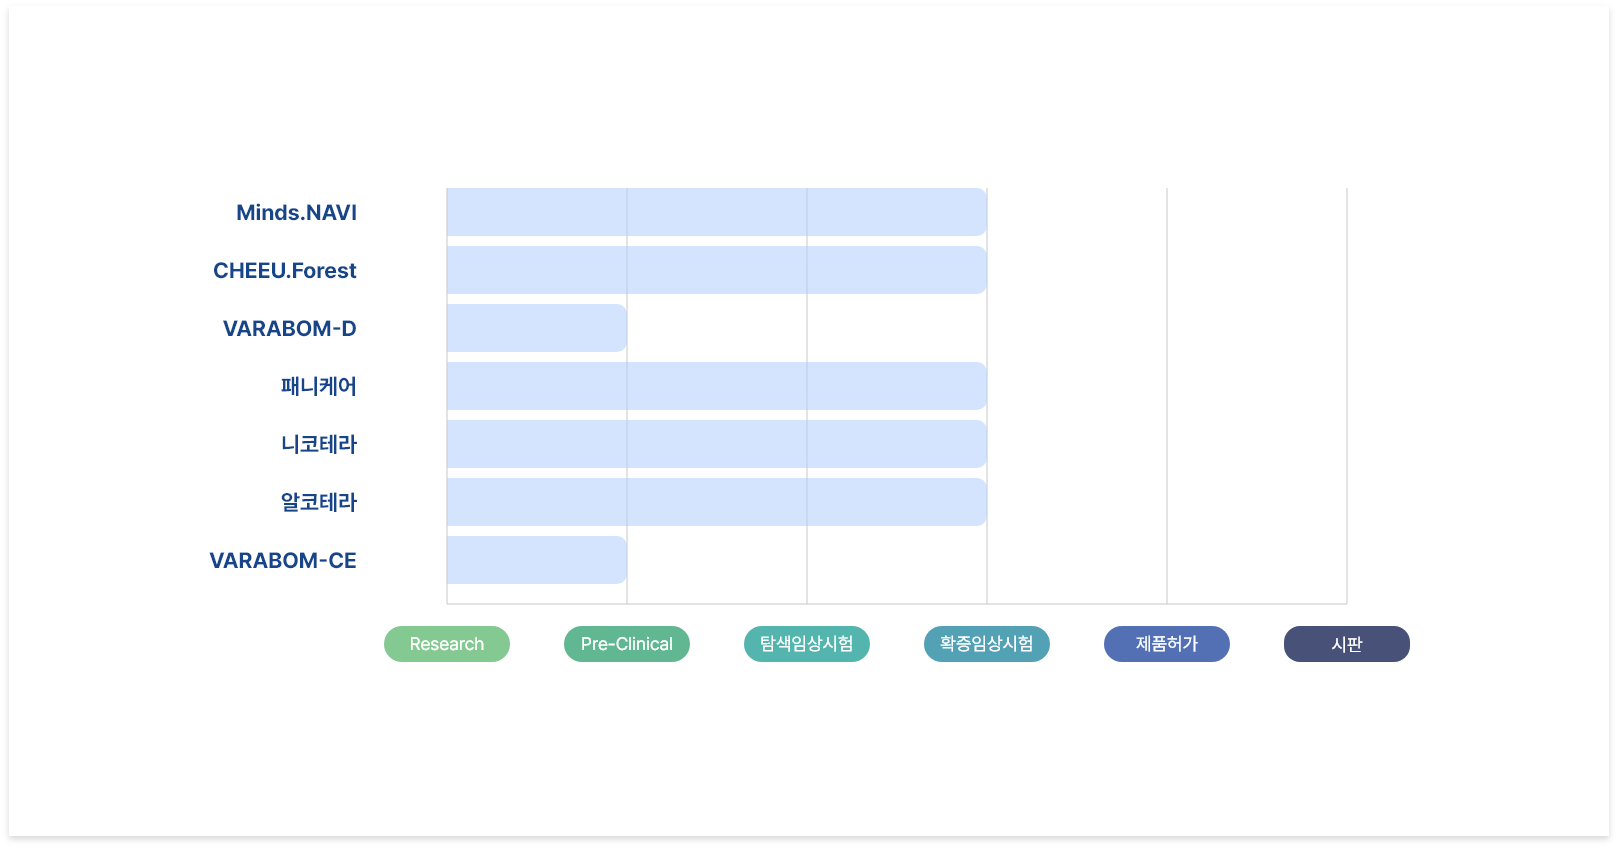 Minds.NAVI
CHEEU.Forest
VARABOM-D
패니케어
니코테라
알코테라
VARABOM-CE
Research
Pre-Clinical
탐색임상시험
확증임상시험
제품허가
시판